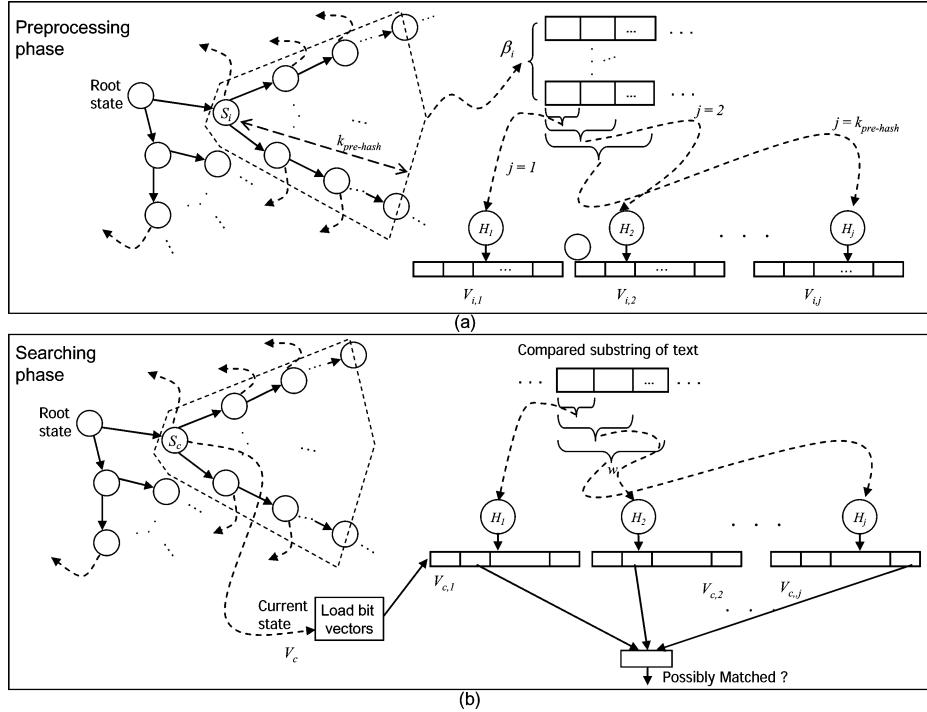 Preprocessing
phase
Root
state
S_i
k_pre-hash
β_i
...
...
j = 1
j = 2
j = k_pre-hash
H_1
H_2
H_j
...
...
...
V_i,1
V_i,2
V_i,j
(a)
Searching
phase
Root
state
S_c
Compared substring of text
...
w
H_1
H_2
H_j
V_c,1
V_c,2
V_c,,j
Current
state
V_c
Load bit
vectors
Possibly Matched ?
(b)